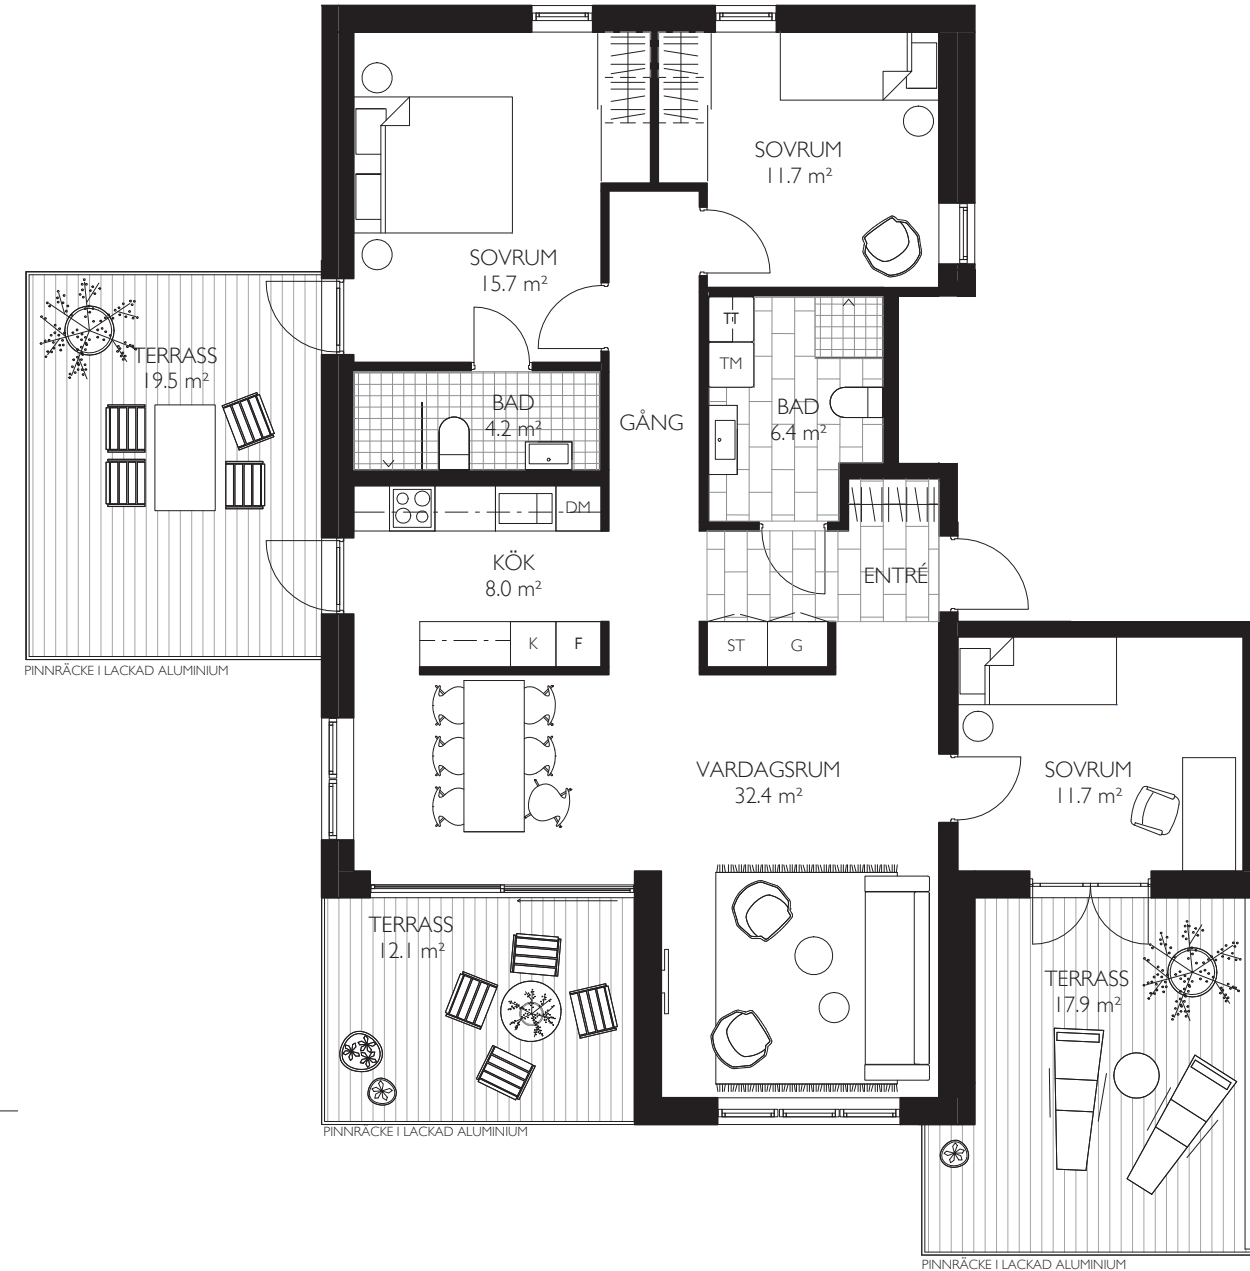 SOVRUM
11.7 m²
SOVRUM
15.7 m²
TT
TM
TERRASS
19.5 m²
BAD
4.2 m²
GÅNG
BAD
6.4 m²
DM
KÖK
8.0 m²
ENTRÉ
K
F
ST
G
PINNRÄCKE I LACKAD ALUMINIUM
VARDAGSRUM
32.4 m²
SOVRUM
11.7 m²
TERRASS
12.1 m²
TERRASS
17.9 m²
PINNRÄCKE I LACKAD ALUMINIUM
PINNRÄCKE I LACKAD ALUMINIUM